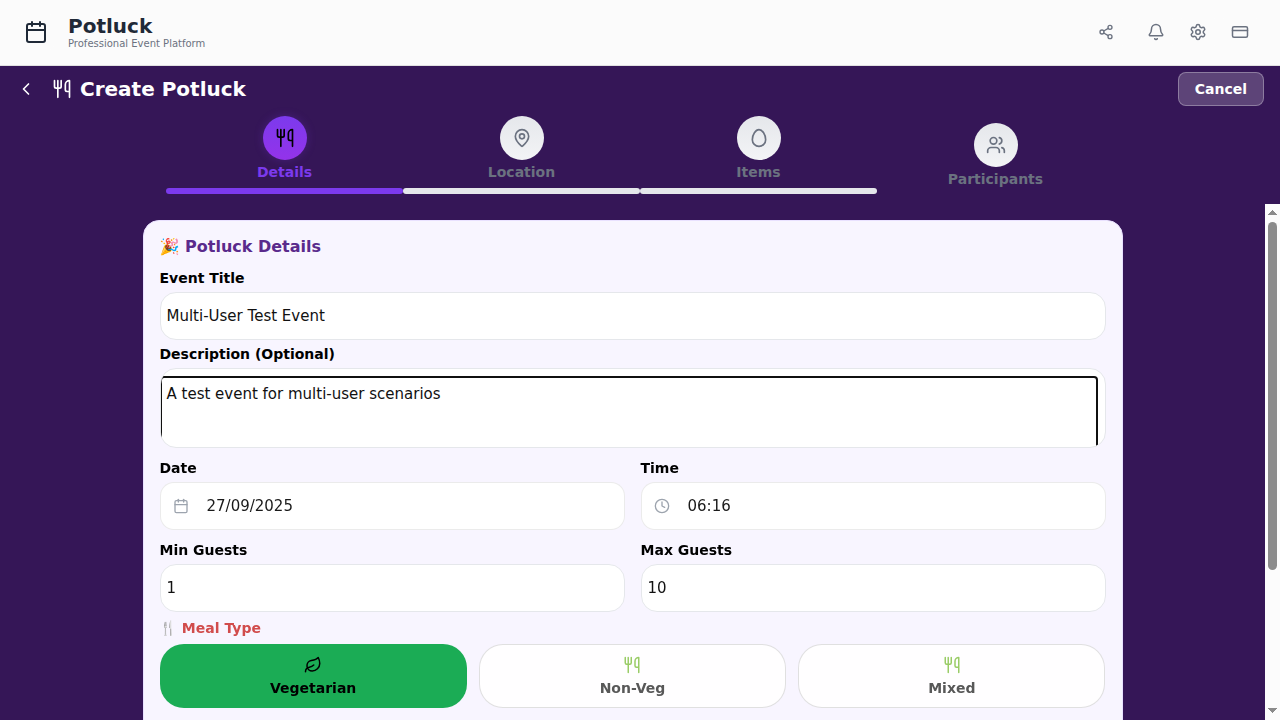 Potluck
Professional Event Platform
Create Potluck
Cancel
Details
Location
Items
Participants
🎉 Potluck Details
Event Title
Multi-User Test Event
Description (Optional)
A test event for multi-user scenarios
Date
Time
27/09/2025
06:16
Min Guests
Max Guests
1
10
🍴 Meal Type
Vegetarian
Non-Veg
Mixed